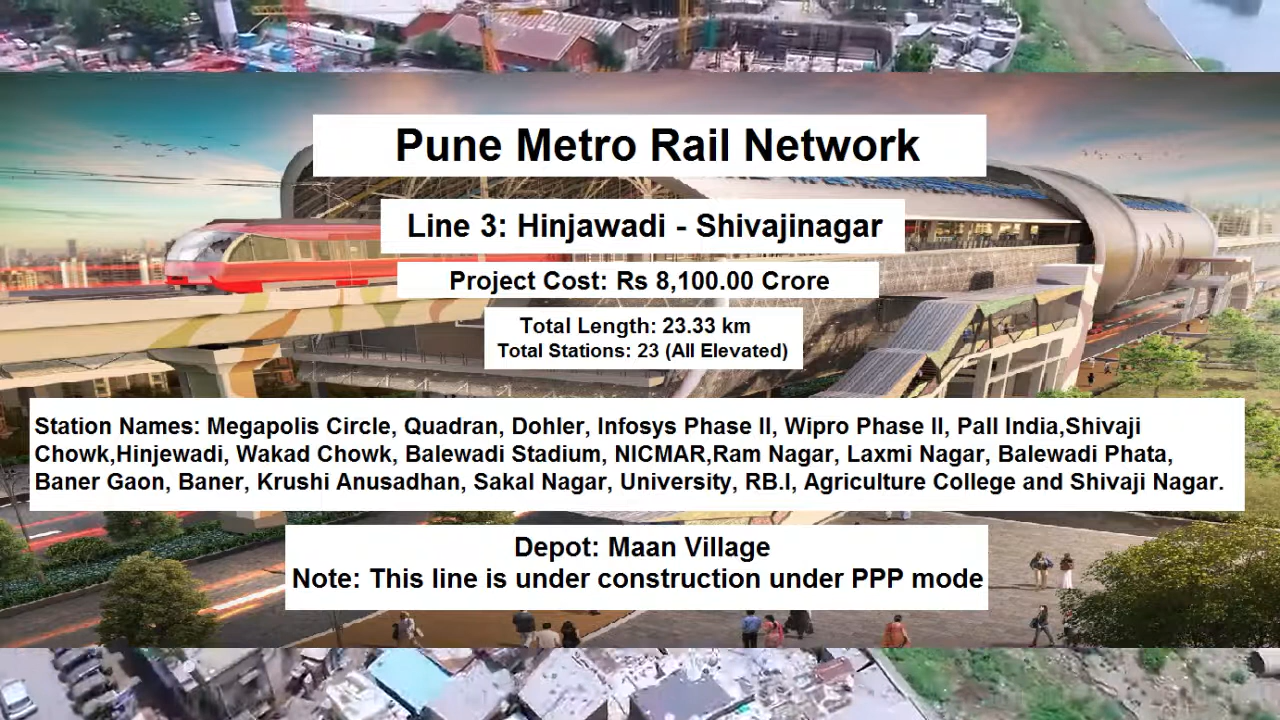 Pune Metro Rail Network
Line 3: Hinjawadi - Shivajinagar
Project Cost: Rs 8,100.00 Crore
Total Length: 23.33 km
Total Stations: 23 (All Elevated)
Station Names: Megapolis Circle, Quadran, Dohler, Infosys Phase II, Wipro Phase II, Pall India,Shivaji
Chowk,Hinjewadi, Wakad Chowk, Balewadi Stadium, NICMAR,Ram Nagar, Laxmi Nagar, Balewadi Phata,
Baner Gaon, Baner, Krushi Anusadhan, Sakal Nagar, University, RB.I, Agriculture College and Shivaji Nagar.
Depot: Maan Village
Note: This line is under construction under PPP mode